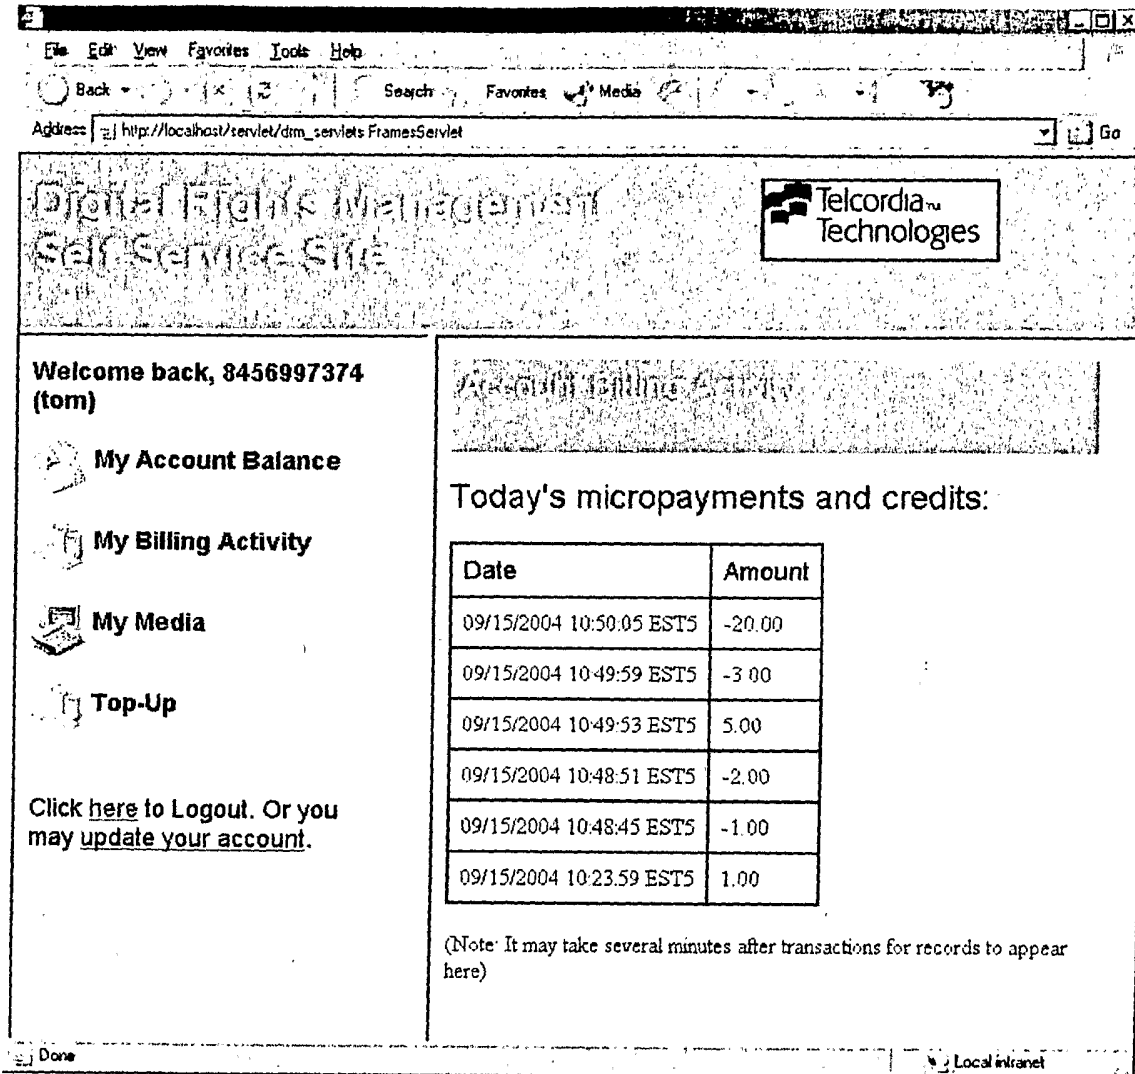 File Edit View Favorites Tools Help
Back Search Favorites Media
Address http://localhost/servlet/drm_servlets FramesServlet Go
Digital Rights Management
Self Service Site
Telcordia™
Technologies
Welcome back, 8456997374
(tom)
My Account Balance
My Billing Activity
My Media
Top-Up
Click here to Logout. Or you
may update your account.
Account Billing Activity
Today's micropayments and credits:
Date Amount
09/15/2004 10:50:05 EST5 -20.00
09/15/2004 10:49:59 EST5 -3 00
09/15/2004 10:49:53 EST5 5.00
09/15/2004 10:48:51 EST5 -2.00
09/15/2004 10:48:45 EST5 -1.00
09/15/2004 10:23.59 EST5 1.00
(Note: It may take several minutes after transactions for records to appear
here)
Done Local intranet